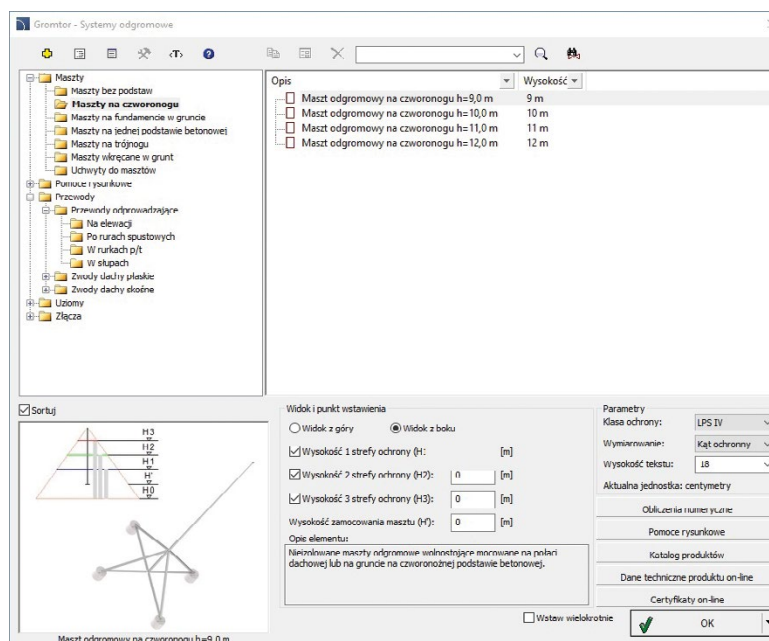 Gromtor - Systemy odgromowe
‹T›
Maszty
Maszty bez podstaw
Maszty na czworonogu
Maszty na fundamencie w gruncie
Maszty na jednej podstawie betonowej
Maszty na trójnogu
Maszty wkręcane w grunt
Uchwyty do masztów
Pomoce rysunkowe
Przewody
Przewody odprowadzające
Na elewacji
Po rurach spustowych
W rurkach p/t
W słupach
Zwody dachy płaskie
Zwody dachy skośne
Uziomy
Złącza
Opis Wysokość
Maszt odgromowy na czworonogu h=9,0 m 9 m
Maszt odgromowy na czworonogu h=10,0 m 10 m
Maszt odgromowy na czworonogu h=11,0 m 11 m
Maszt odgromowy na czworonogu h=12,0 m 12 m
Sortuj
H3
H2
H1
H'
H0
Maszt odgromowy na czworonogu h=9,0 m
Widok i punkt wstawienia
Widok z góry Widok z boku
Wysokość 1 strefy ochrony (H: [m]
Wysokość 2 strefy ochrony (H2): 0 [m]
Wysokość 3 strefy ochrony (H3): 0 [m]
Wysokość zamocowania masztu (H'): 0 [m]
Opis elementu:
Nieizolowane maszty odgromowe wolnostojące mocowane na połaci
dachowej lub na gruncie na czworonożnej podstawie betonowej.
Parametry
Klasa ochrony: LPS IV
Wymiarowanie: Kąt ochronny
Wysokość tekstu: 18
Aktualna jednostka: centymetry
Obliczenia numeryczne
Pomoce rysunkowe
Katalog produktów
Dane techniczne produktu on-line
Certyfikaty on-line
Wstaw wielokrotnie OK